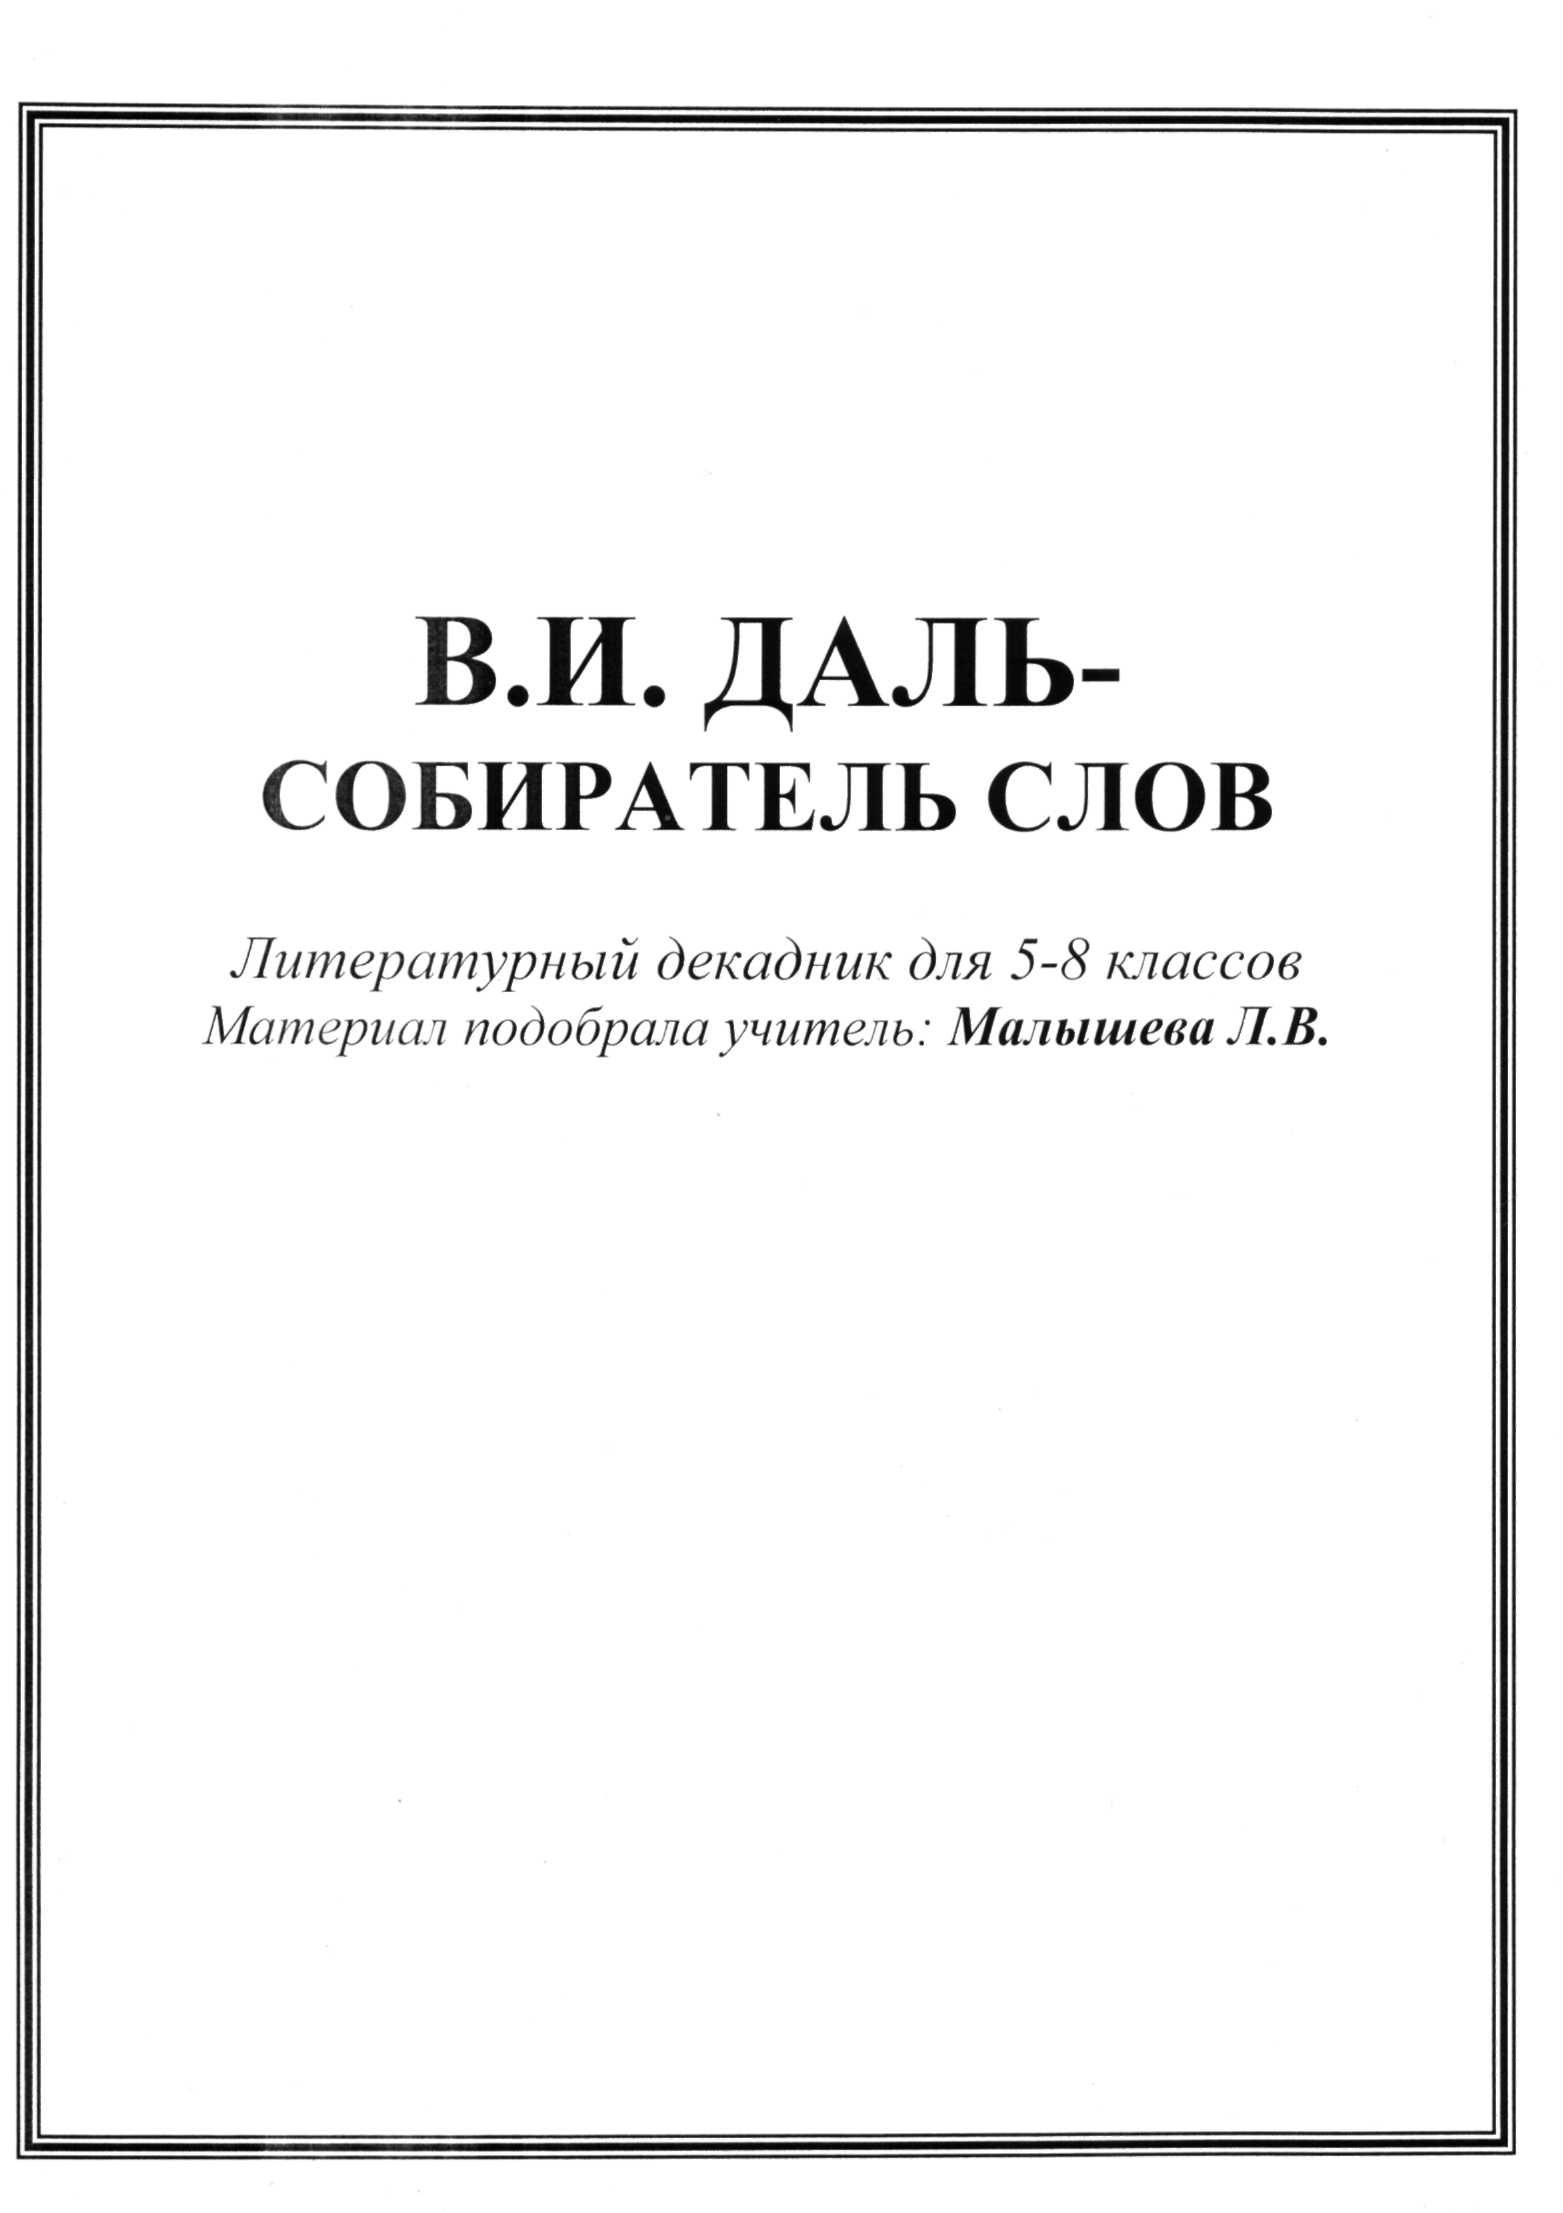 В.И. ДАЛЬ-
СОБИРАТЕЛЬ СЛОВ
Литературный декадник для 5-8 классов
Материал подобрала учитель: Малышева Л.В.